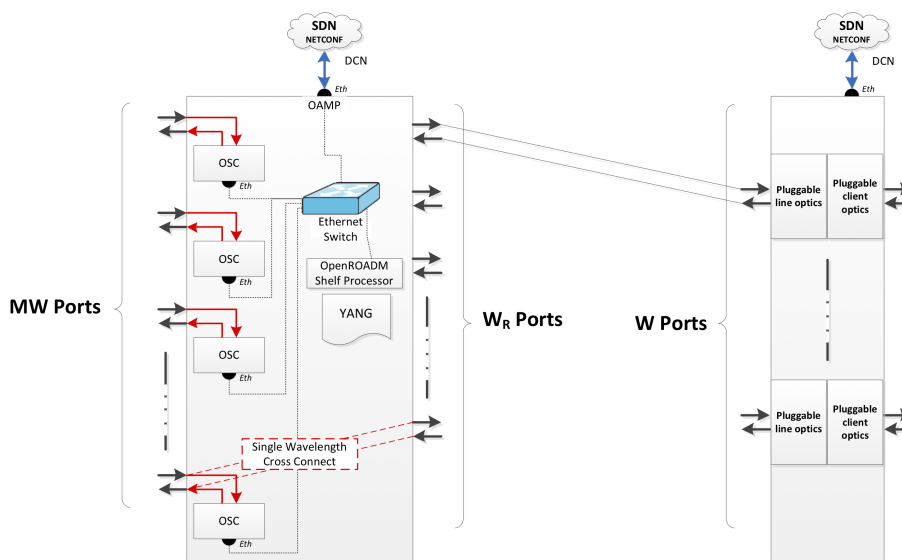 SDN
NETCONF
DCN
Eth
OAMP
SDN
NETCONF
DCN
Eth
OSC
Eth
OSC
Eth
OSC
Eth
OSC
Eth
Ethernet
Switch
OpenROADM
Shelf Processor
YANG
Single Wavelength
Cross Connect
MW Ports
WR Ports
W Ports
Pluggable
line optics
Pluggable
client
optics
Pluggable
line optics
Pluggable
client
optics